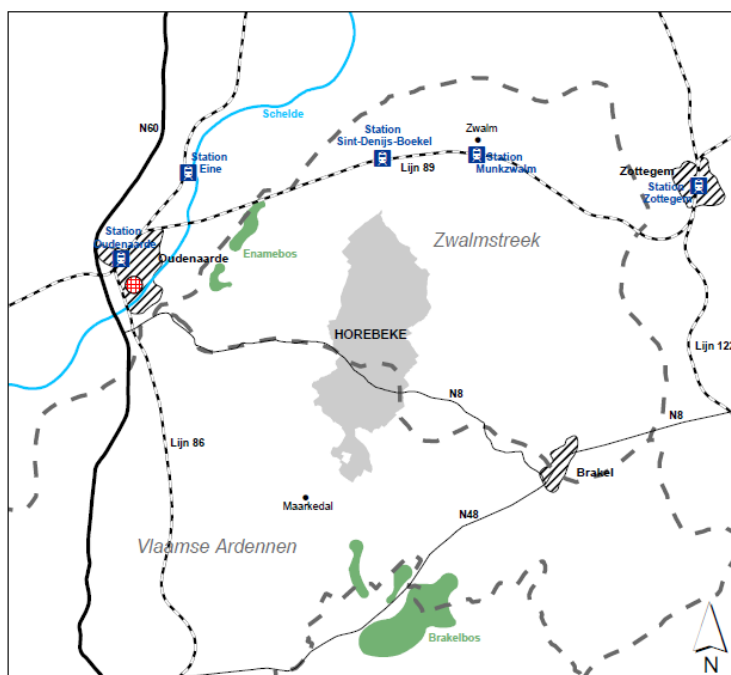 Schelde
N60
Station
Sint-Denijs-Boekel
Zwalm
Station
Eine
Lijn 89
Station
Munkzwalm
Zottegem
Station
Zottegem
Station
Oudenaarde
Oudenaarde
Enamebos
Zwalmstreek
HOREBEKE
Lijn 122
N8
N8
Lijn 86
Brakel
Maarkedal
N48
Vlaamse Ardennen
Brakelbos
N